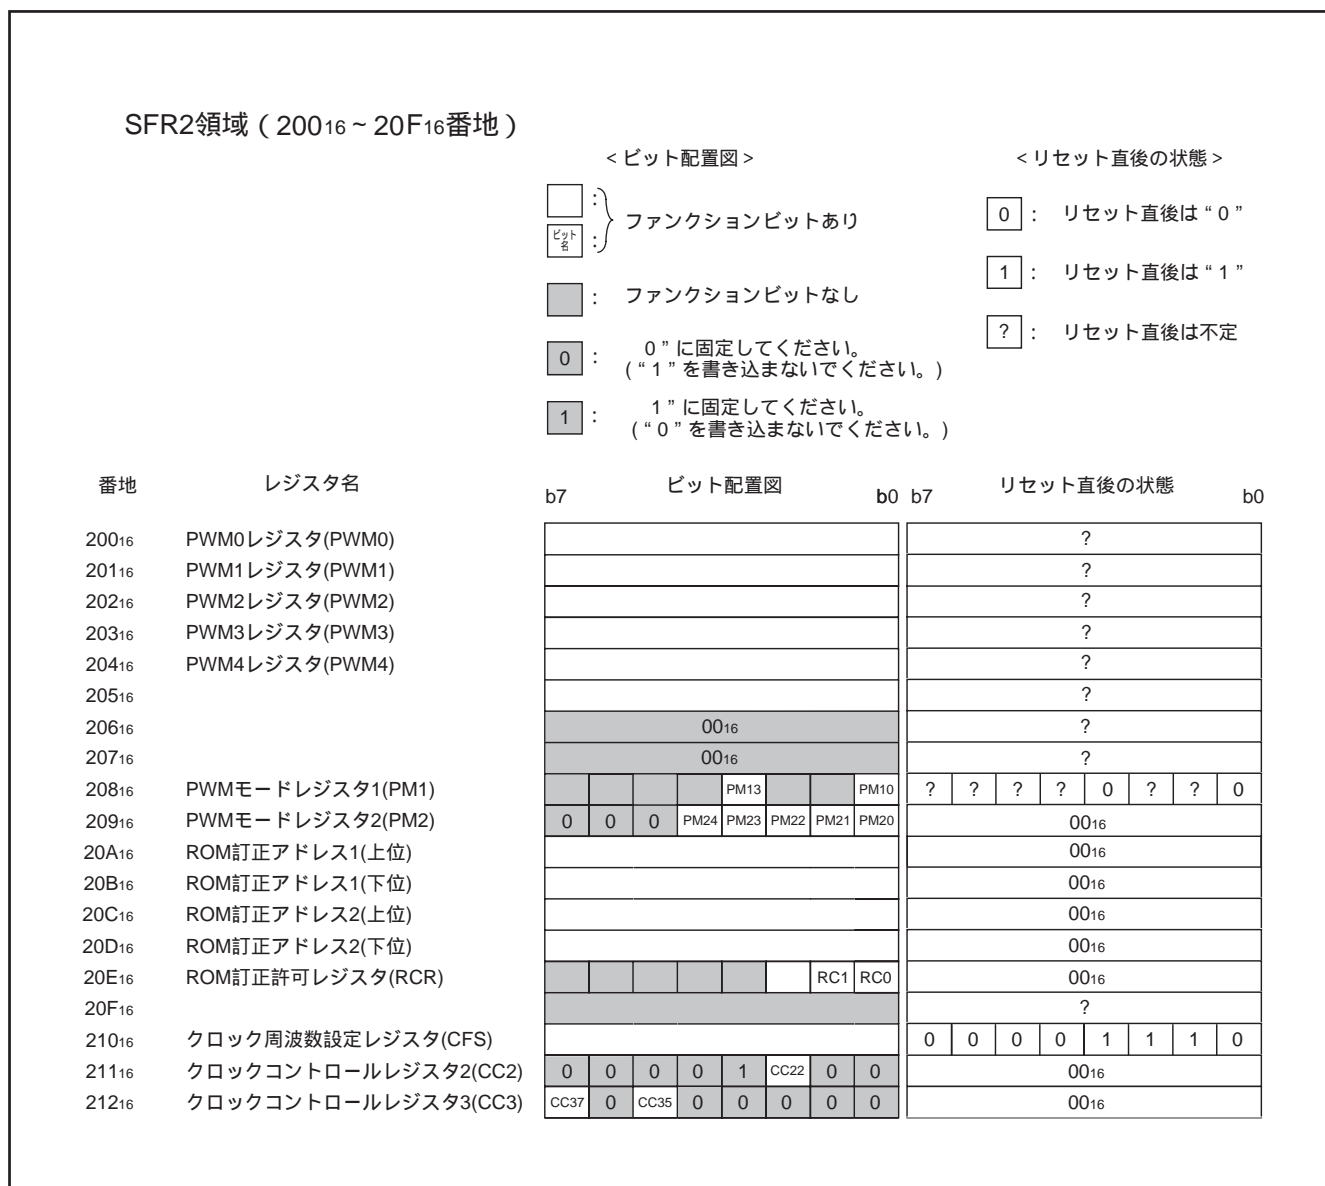 SFR2領域（20016～20F16番地）
＜ビット配置図＞
＜リセット直後の状態＞
：
ビット名 ：
ファンクションビットあり
： ファンクションビットなし
0 ： 0”に固定してください。
（“1”を書き込まないでください。）
1 ： 1”に固定してください。
（“0”を書き込まないでください。）
0 ： リセット直後は“0”
1 ： リセット直後は“1”
? ： リセット直後は不定
番地 レジスタ名 b7 ビット配置図 b0 b7 リセット直後の状態 b0
20016 PWM0レジスタ(PWM0) ?
20116 PWM1レジスタ(PWM1) ?
20216 PWM2レジスタ(PWM2) ?
20316 PWM3レジスタ(PWM3) ?
20416 PWM4レジスタ(PWM4) ?
20516 ?
20616 0016 ?
20716 0016 ?
20816 PWMモードレジスタ1(PM1) PM13 PM10 ? ? ? ? 0 ? ? 0
20916 PWMモードレジスタ2(PM2) 0 0 0 PM24 PM23 PM22 PM21 PM20 0016
20A16 ROM訂正アドレス1(上位) 0016
20B16 ROM訂正アドレス1(下位) 0016
20C16 ROM訂正アドレス2(上位) 0016
20D16 ROM訂正アドレス2(下位) 0016
20E16 ROM訂正許可レジスタ(RCR) RC1 RC0 0016
20F16 ?
21016 クロック周波数設定レジスタ(CFS) 0 0 0 0 1 1 1 0
21116 クロックコントロールレジスタ2(CC2) 0 0 0 0 1 CC22 0 0 0016
21216 クロックコントロールレジスタ3(CC3) CC37 0 CC35 0 0 0 0 0 0016